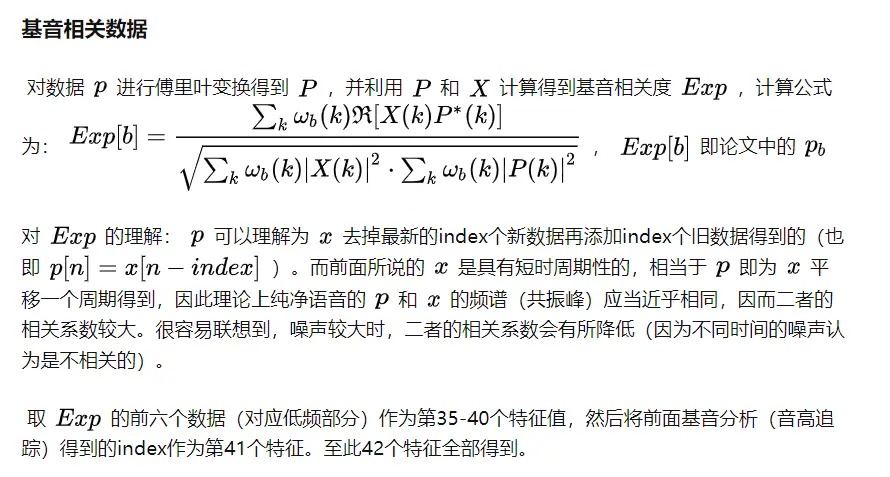 基音相关数据
对数据 p 进行傅里叶变换得到 P ，并利用 P 和 X 计算得到基音相关度 Exp ，计算公式
为： Exp[b] = \frac{\sum_k \omega_b(k)\Re[X(k)P^*(k)]}{\sqrt{\sum_k \omega_b(k)|X(k)|^2 \cdot \sum_k \omega_b(k)|P(k)|^2}} ， Exp[b] 即论文中的 p_b
对 Exp 的理解： p 可以理解为 x 去掉最新的index个新数据再添加index个旧数据得到的（也
即 p[n] = x[n − index] ）。而前面所说的 x 是具有短时周期性的，相当于 p 即为 x 平
移一个周期得到，因此理论上纯净语音的 p 和 x 的频谱（共振峰）应当近乎相同，因而二者的
相关系数较大。很容易联想到，噪声较大时，二者的相关系数会有所降低（因为不同时间的噪声认
为是不相关的）。
取 Exp 的前六个数据（对应低频部分）作为第35-40个特征值，然后将前面基音分析（音高追
踪）得到的index作为第41个特征。至此42个特征全部得到。